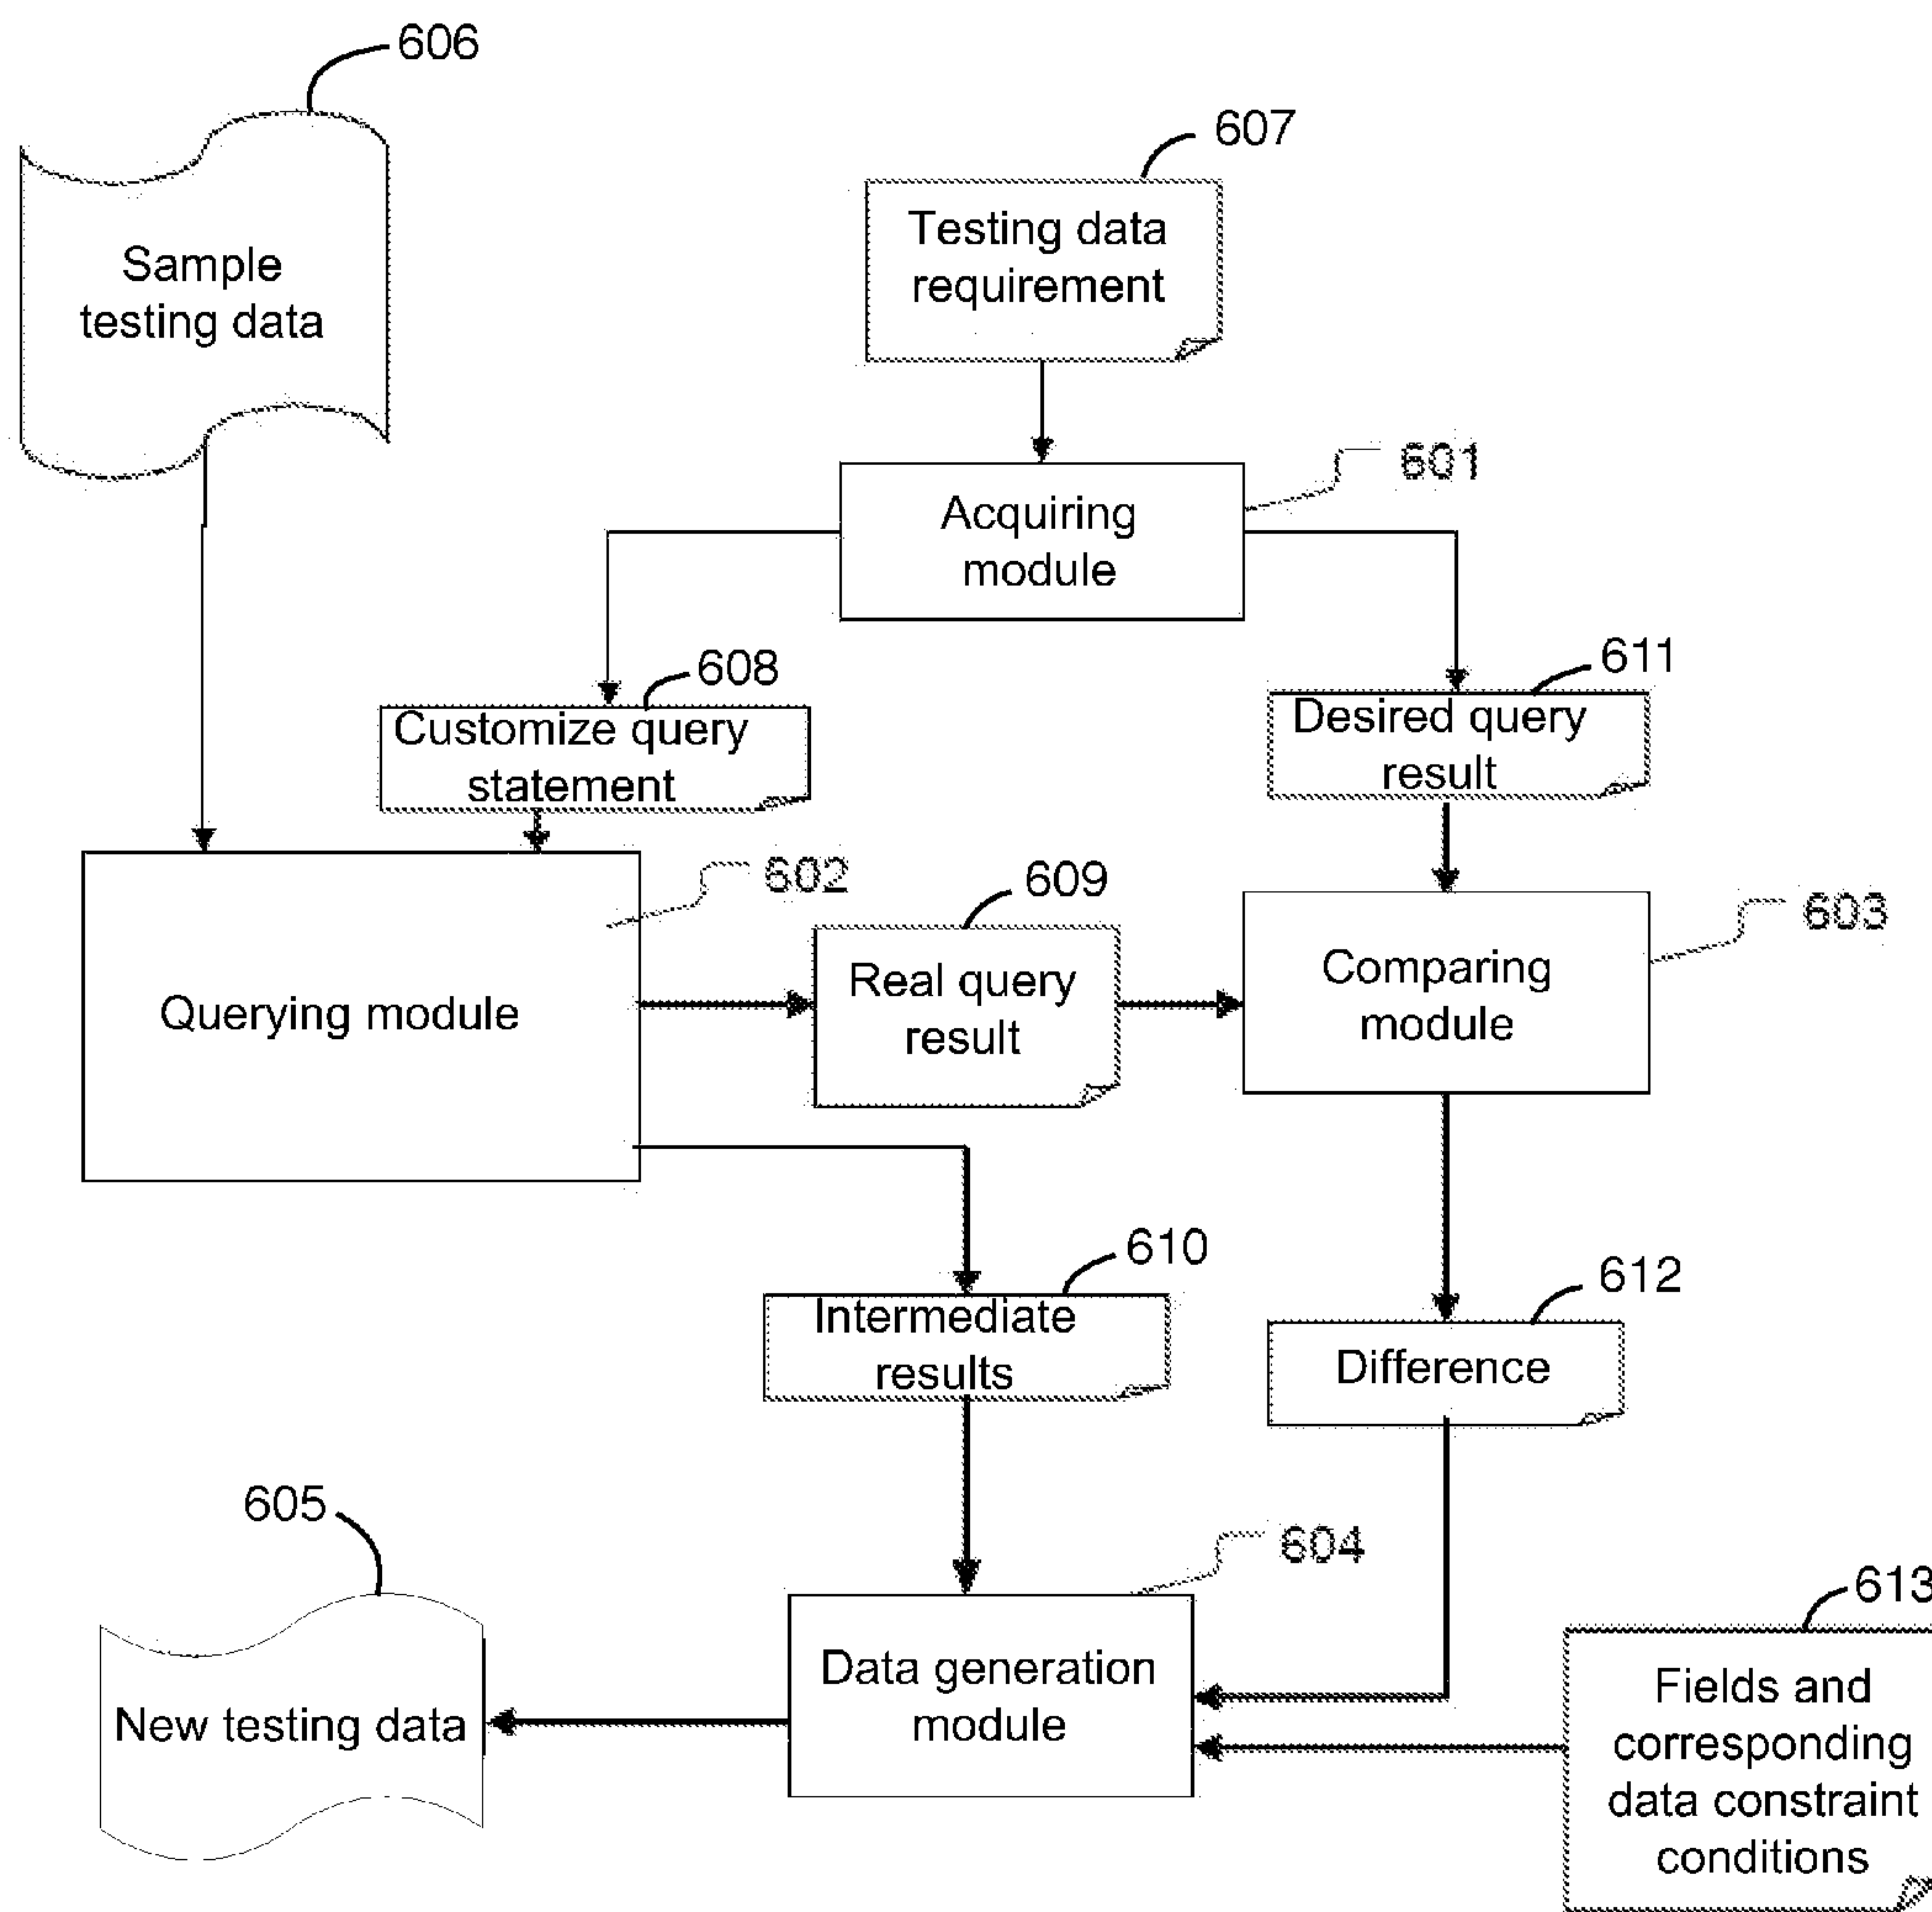 606
607
Testing data
requirement
Sample
testing data
601
Acquiring
module
608
611
Customize query
statement
Desired query
result
602
609
603
Querying module
Real query
result
Comparing
module
610
612
Intermediate
results
Difference
605
604
613
New testing data
Data generation
module
Fields and
corresponding
data constraint
conditions